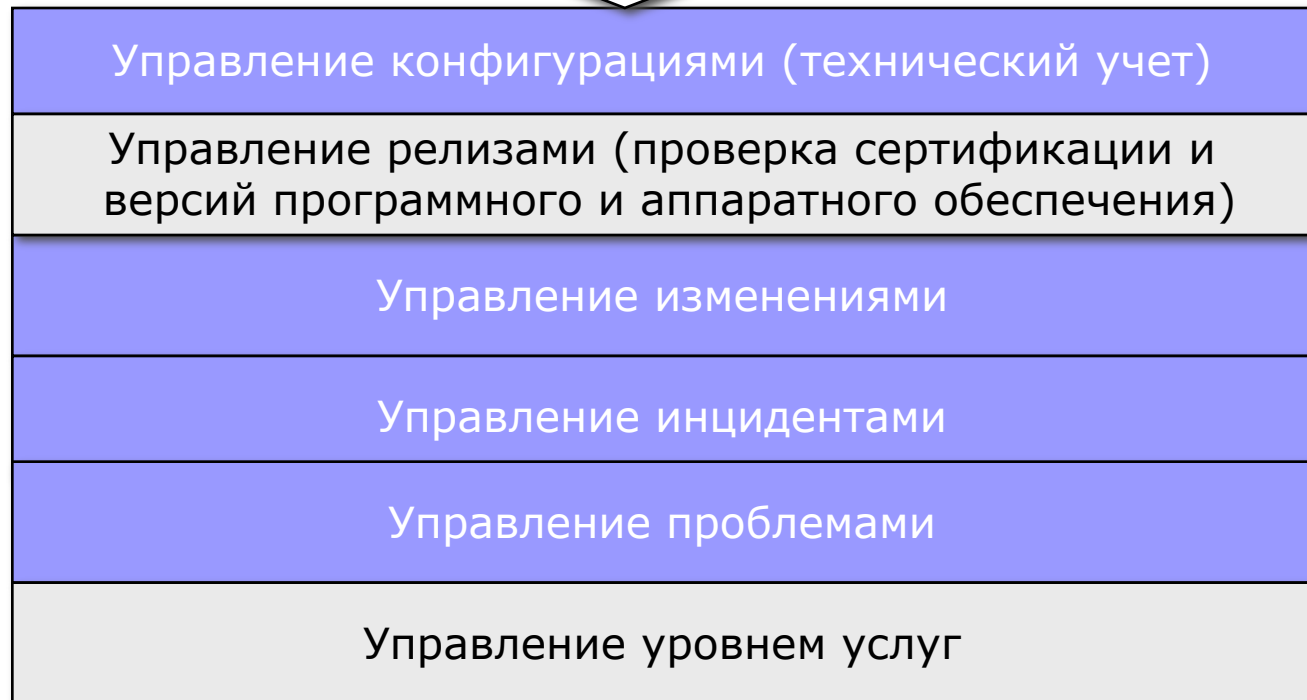 Управление конфигурациями (технический учет)
Управление релизами (проверка сертификации и
версий программного и аппаратного обеспечения)
Управление изменениями
Управление инцидентами
Управление проблемами
Управление уровнем услуг